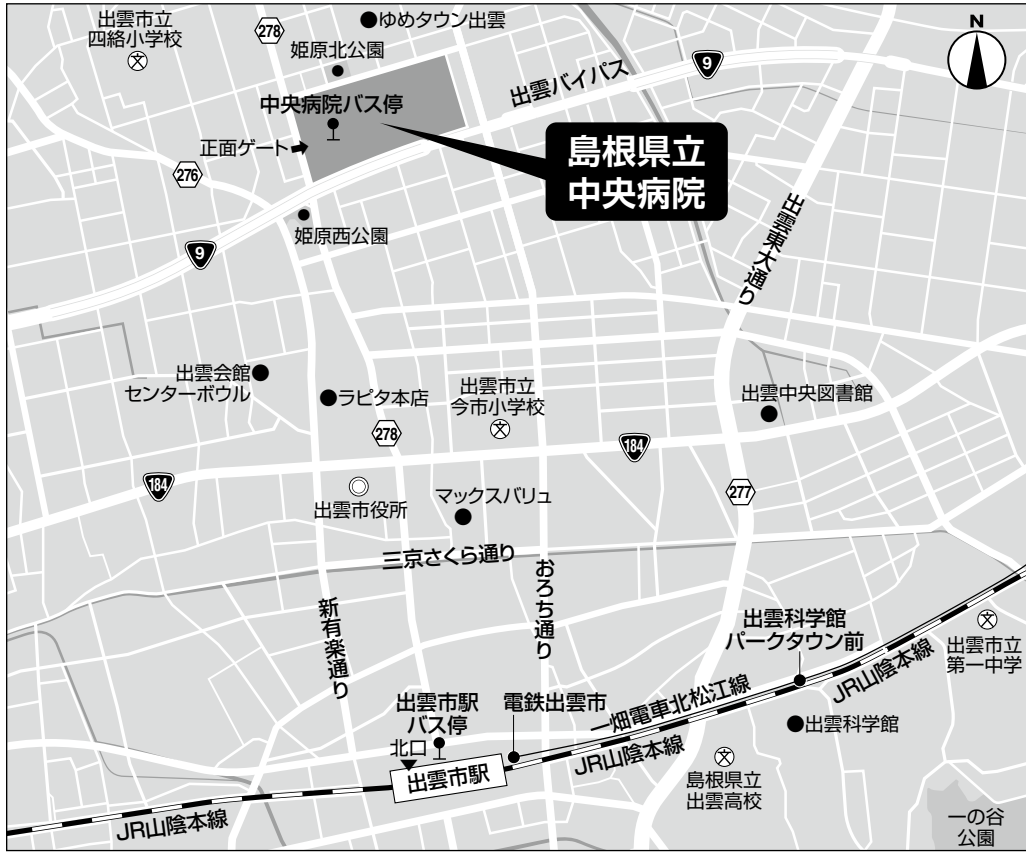 出雲市立
四絡小学校
278
ゆめタウン出雲
姫原北公園
N
9
出雲バイパス
中央病院バス停
正面ゲート
島根県立
中央病院
276
姫原西公園
9
出雲東大通り
出雲会館
センターボウル
ラピタ本店
出雲市立
今市小学校
出雲中央図書館
278
184
184
277
出雲市役所
マックスバリュ
三京さくら通り
おろち通り
新有楽通り
出雲科学館
パークタウン前
出雲市立
第一中学
出雲市駅
バス停
電鉄出雲市
一畑電車北松江線
JR山陰本線
北口
出雲市駅
JR山陰本線
出雲科学館
島根県立
出雲高校
JR山陰本線
一の谷
公園